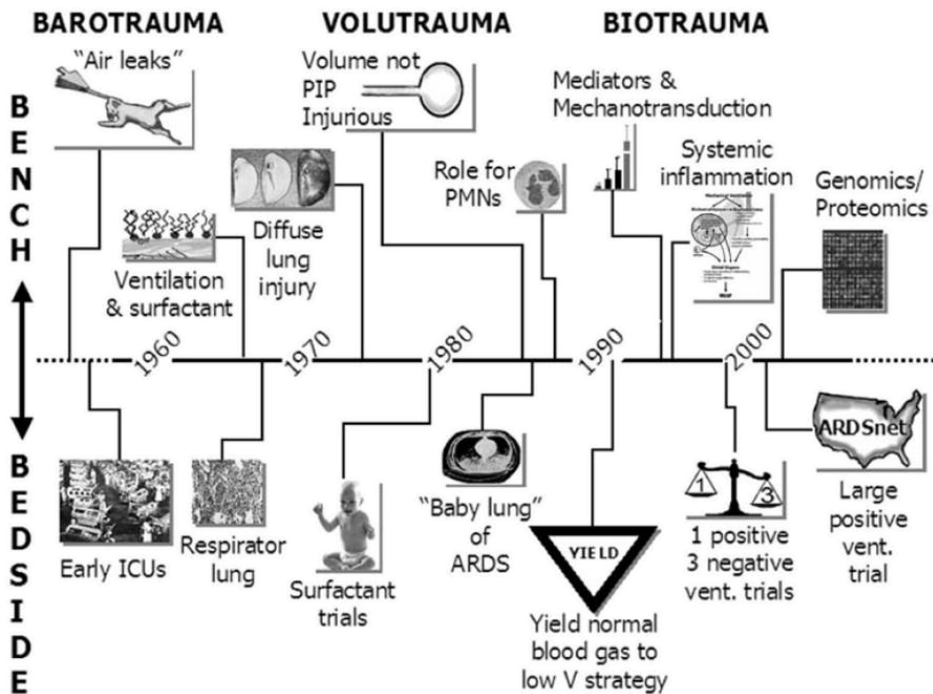 BAROTRAUMA
VOLUTRAUMA
BIOTRAUMA
BENCH
"Air leaks"
Volume not
PIP
Injurious
Mediators &
Mechanotransduction
Role for
PMNs
Systemic
inflammation
Genomics/
Proteomics
Ventilation
& surfactant
Diffuse
lung
injury
1960
1970
1980
1990
2000
BEDSIDE
Early ICUs
Respirator
lung
Surfactant
trials
"Baby lung"
of
ARDS
YIELD
Yield normal
blood gas to
low V strategy
1
3
1 positive
3 negative
vent. trials
ARDSnet
Large
positive
vent.
trial